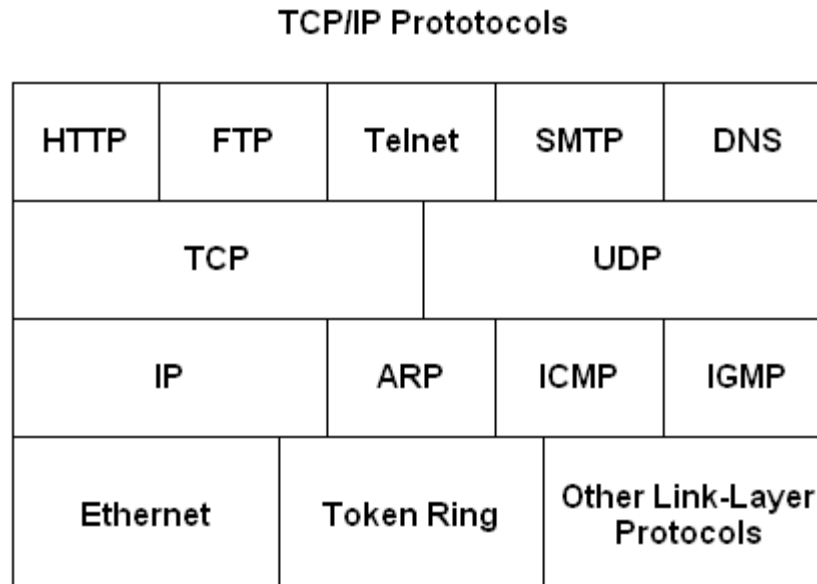 TCP/IP Prototocols
HTTP FTP Telnet SMTP DNS
TCP UDP
IP ARP ICMP IGMP
Ethernet Token Ring Other Link-Layer
Protocols